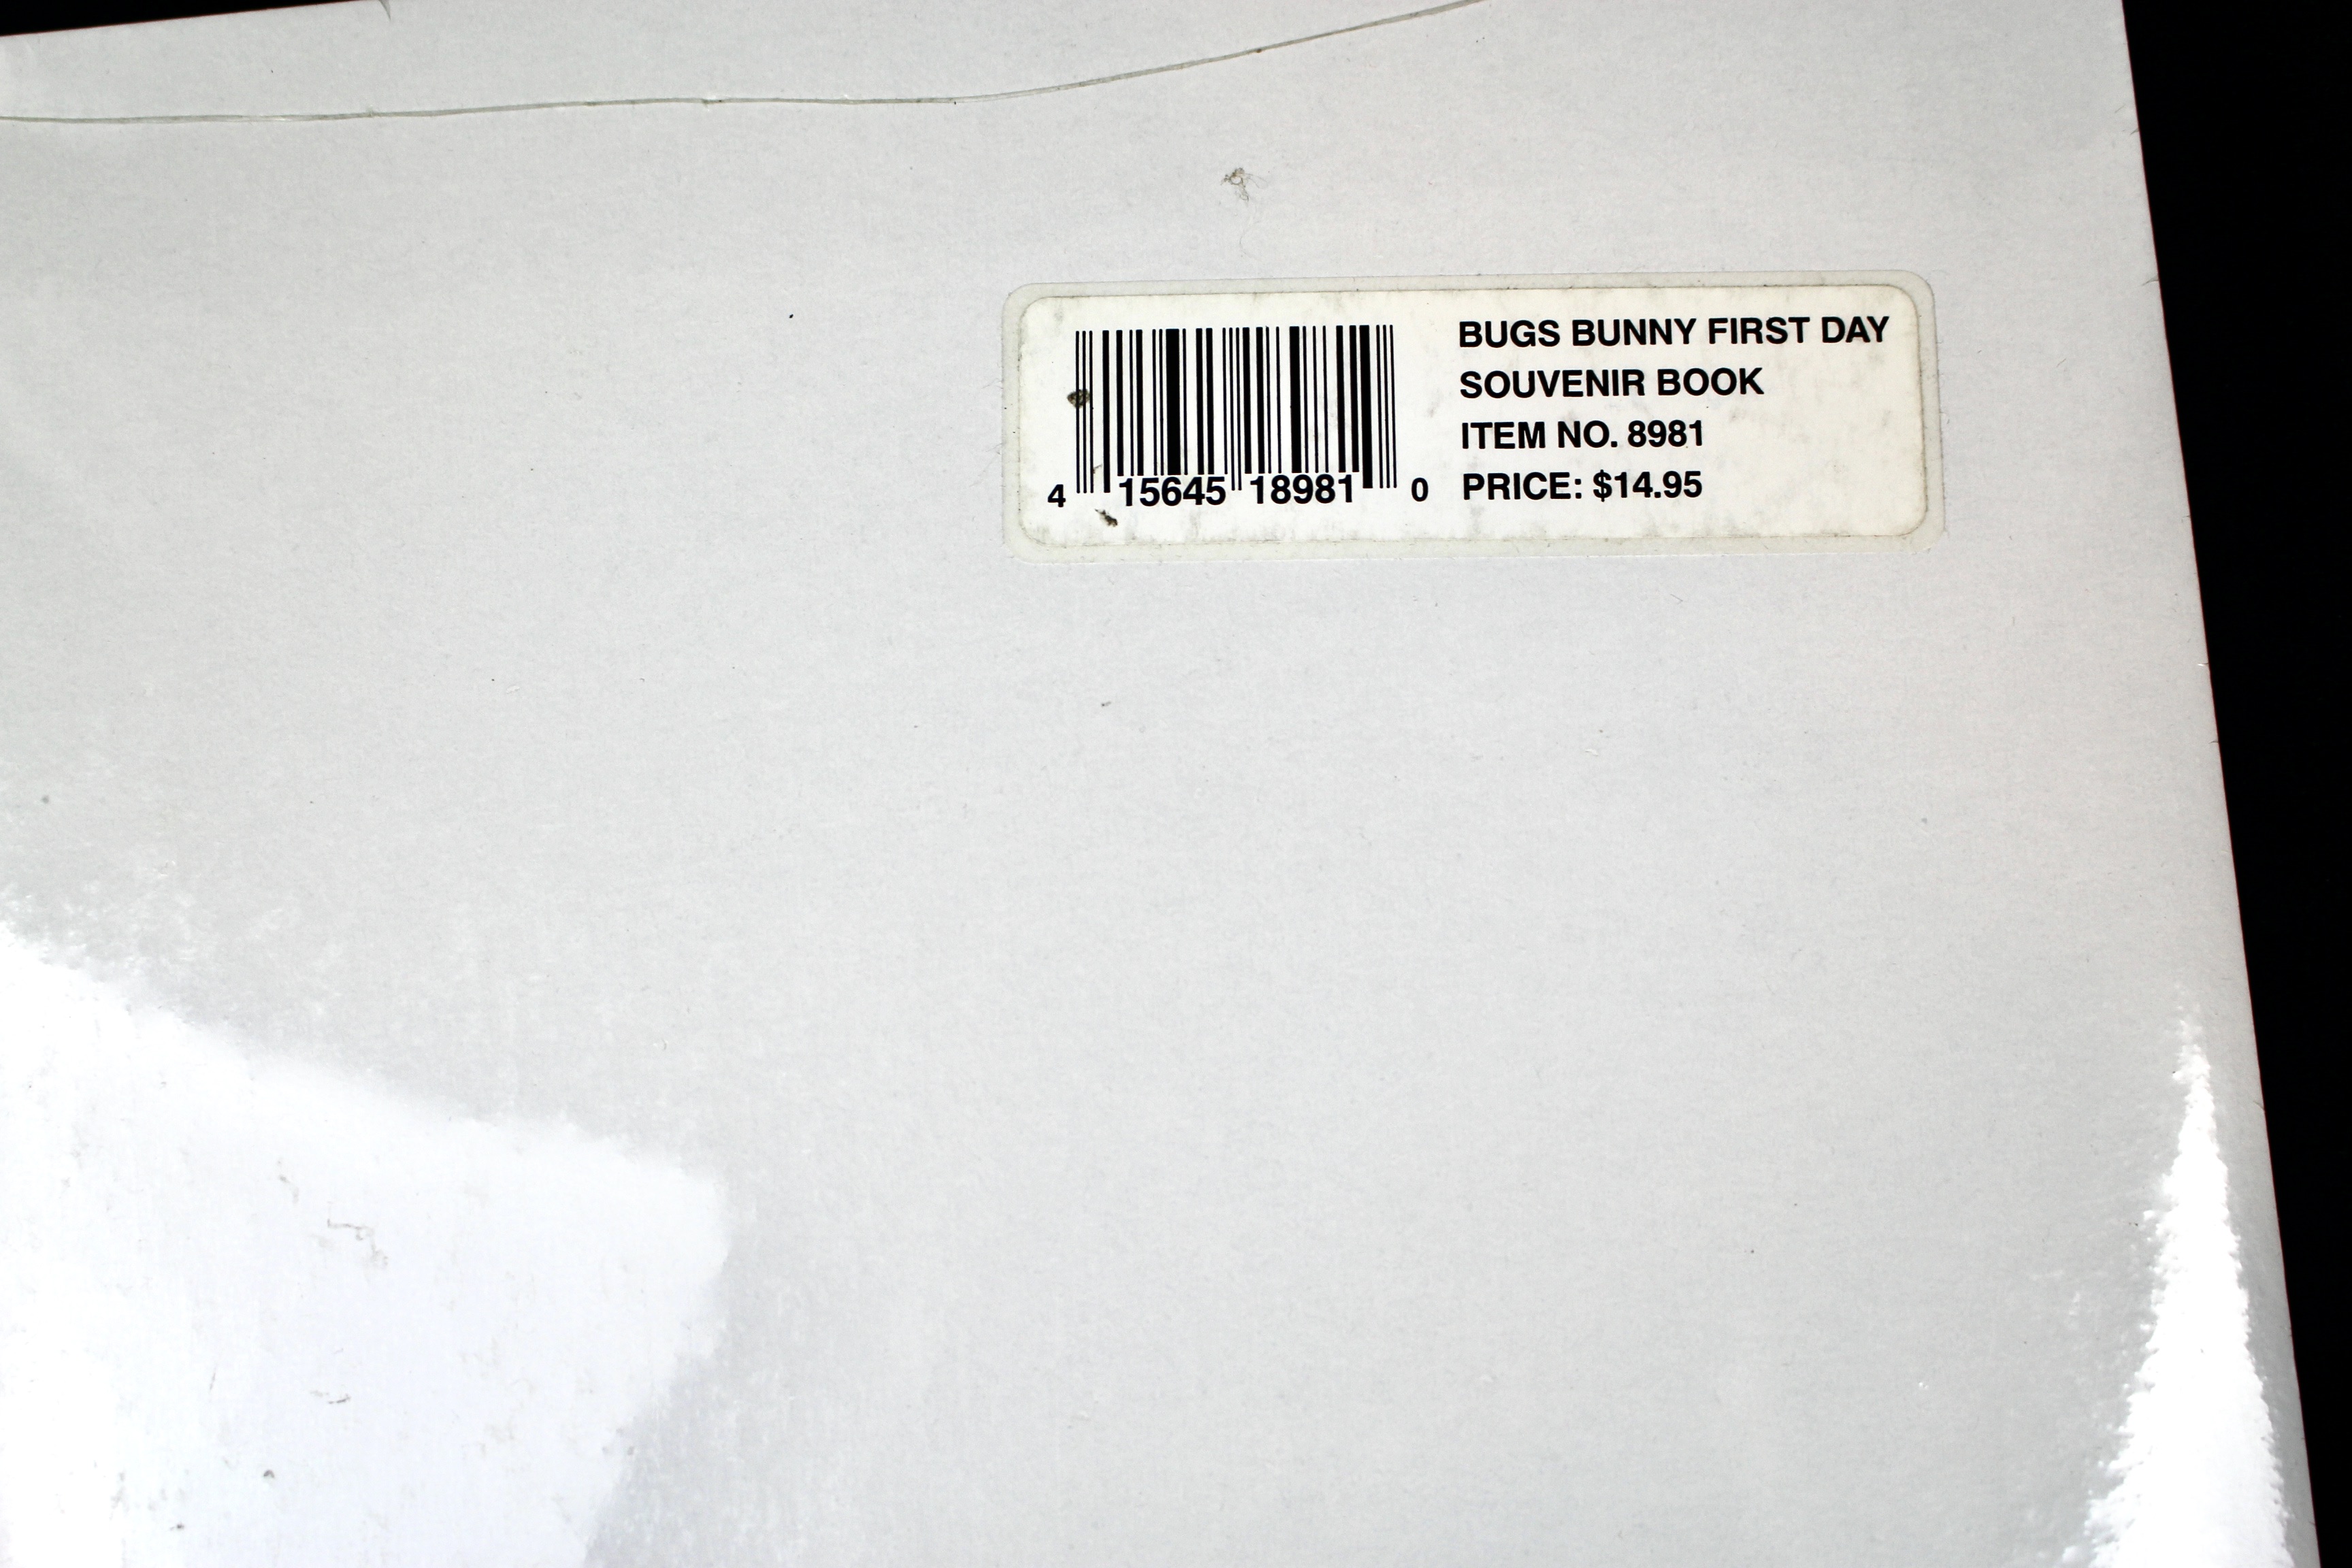 BUGS BUNNY FIRST DAY
SOUVENIR BOOK
ITEM NO. 8981
PRICE: $14.95
4 15645 18981 0